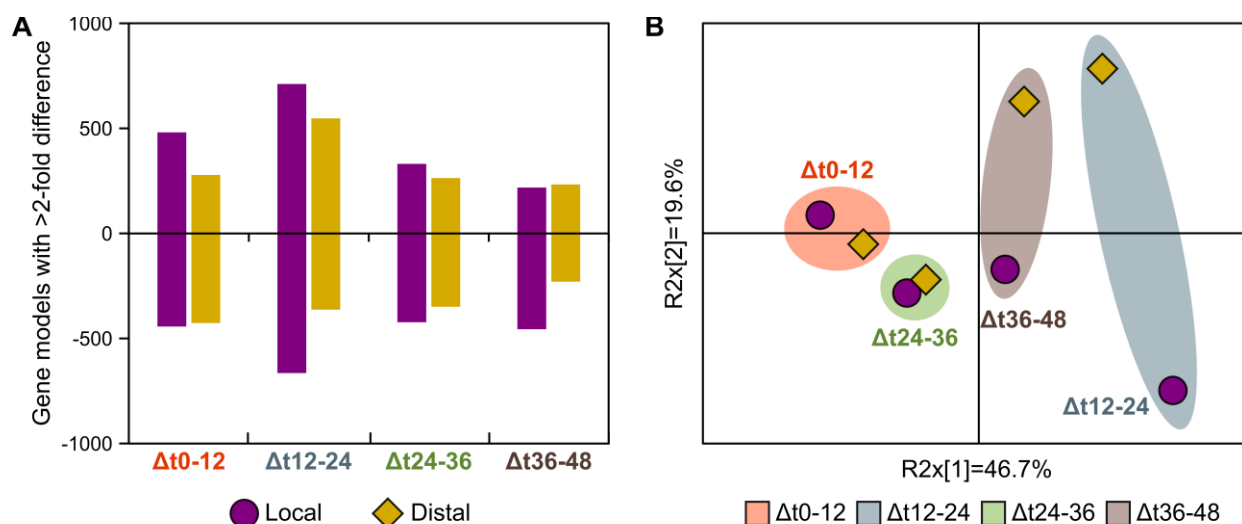 A
Gene models with >2-fold difference
1000
500
0
-500
-1000
Δt0-12 Δt12-24 Δt24-36 Δt36-48
Local Distal
B
R2x[2]=19.6%
Δt0-12
Δt24-36
Δt36-48
Δt12-24
R2x[1]=46.7%
Δt0-12 Δt12-24 Δt24-36 Δt36-48